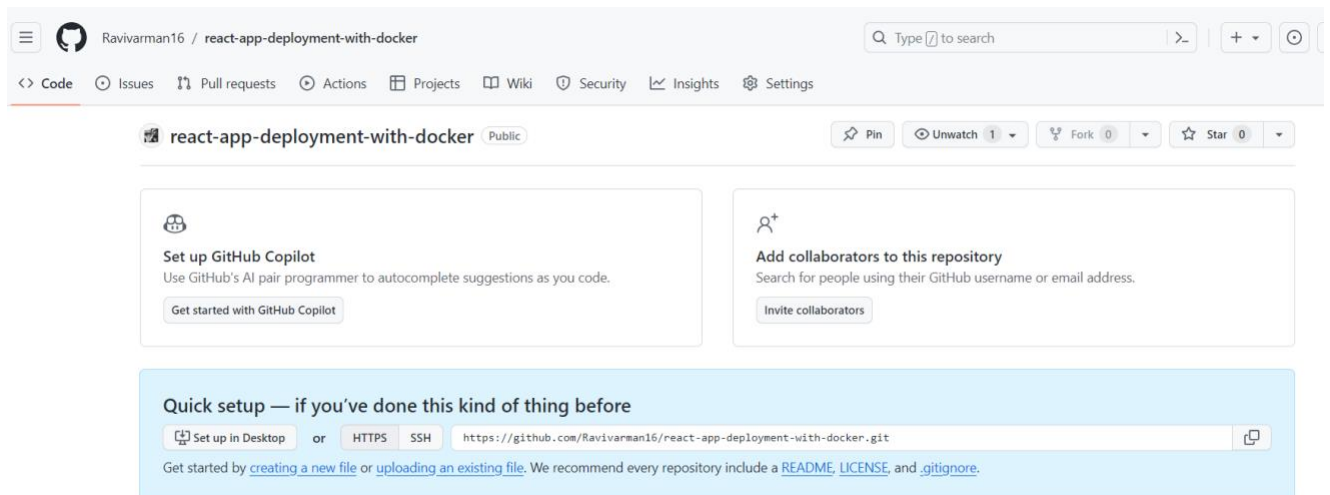 Ravivarman16 / react-app-deployment-with-docker
Type / to search
Code Issues Pull requests Actions Projects Wiki Security Insights Settings
react-app-deployment-with-docker Public
Pin Unwatch 1 Fork 0 Star 0
Set up GitHub Copilot
Use GitHub's AI pair programmer to autocomplete suggestions as you code.
Get started with GitHub Copilot
Add collaborators to this repository
Search for people using their GitHub username or email address.
Invite collaborators
Quick setup — if you've done this kind of thing before
Set up in Desktop or HTTPS SSH https://github.com/Ravivarman16/react-app-deployment-with-docker.git
Get started by creating a new file or uploading an existing file. We recommend every repository include a README, LICENSE, and .gitignore.